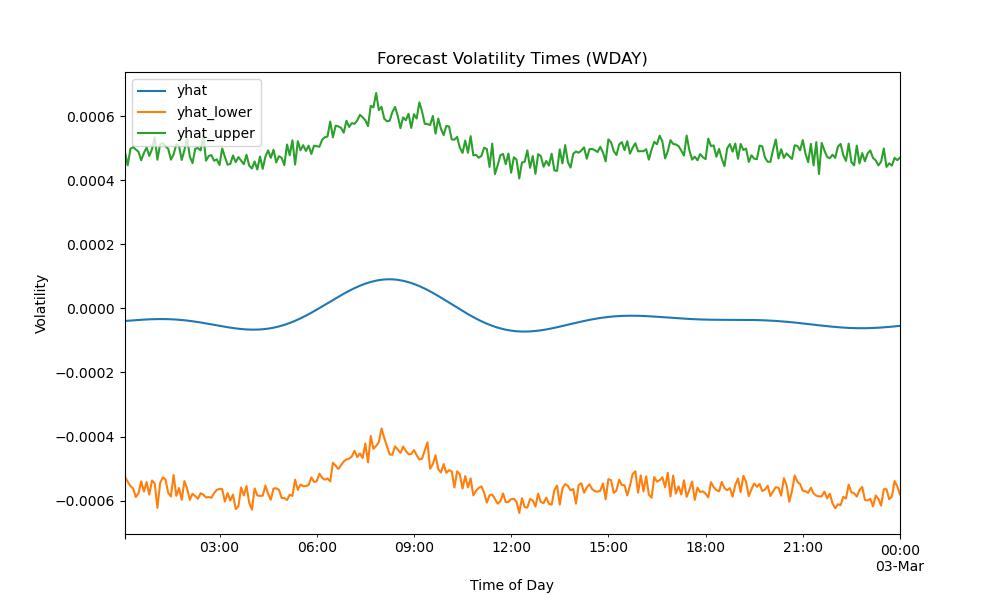 Forecast Volatility Times (WDAY)
yhat
yhat_lower
yhat_upper
0.0006
0.0004
0.0002
0.0000
−0.0002
−0.0004
−0.0006
Volatility
03:00
06:00
09:00
12:00
15:00
18:00
21:00
00:00
03-Mar
Time of Day